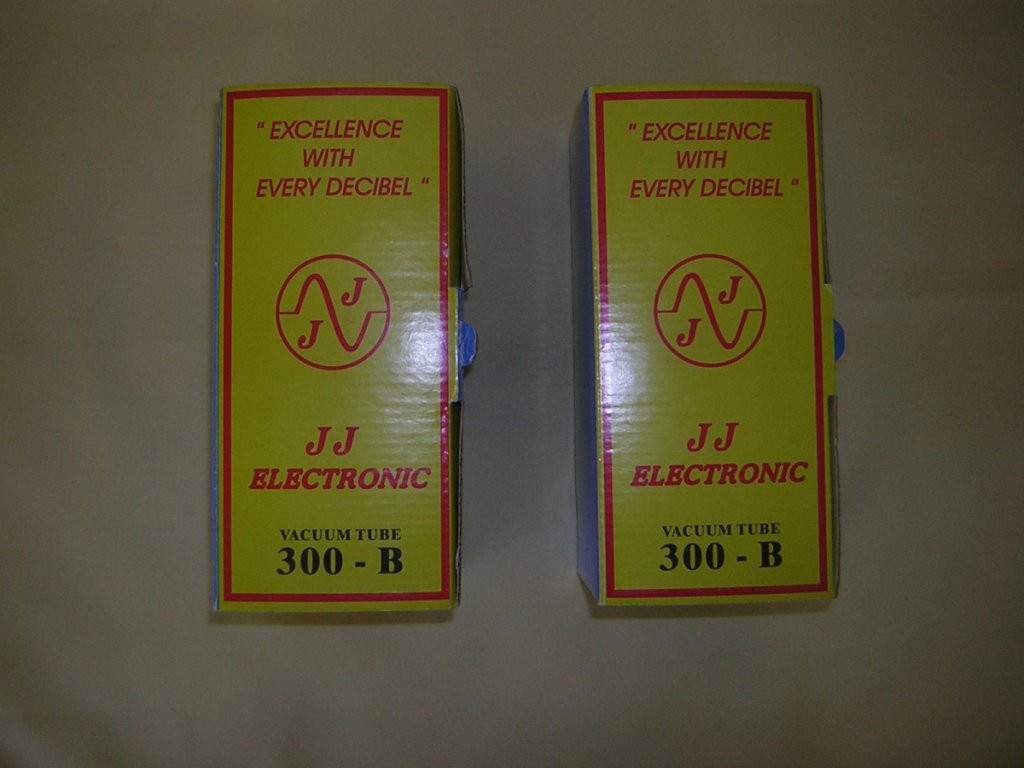 “ EXCELLENCE
WITH
EVERY DECIBEL “
J
J
JJ
ELECTRONIC
VACUUM TUBE
300 - B
“ EXCELLENCE
WITH
EVERY DECIBEL “
J
J
JJ
ELECTRONIC
VACUUM TUBE
300 - B